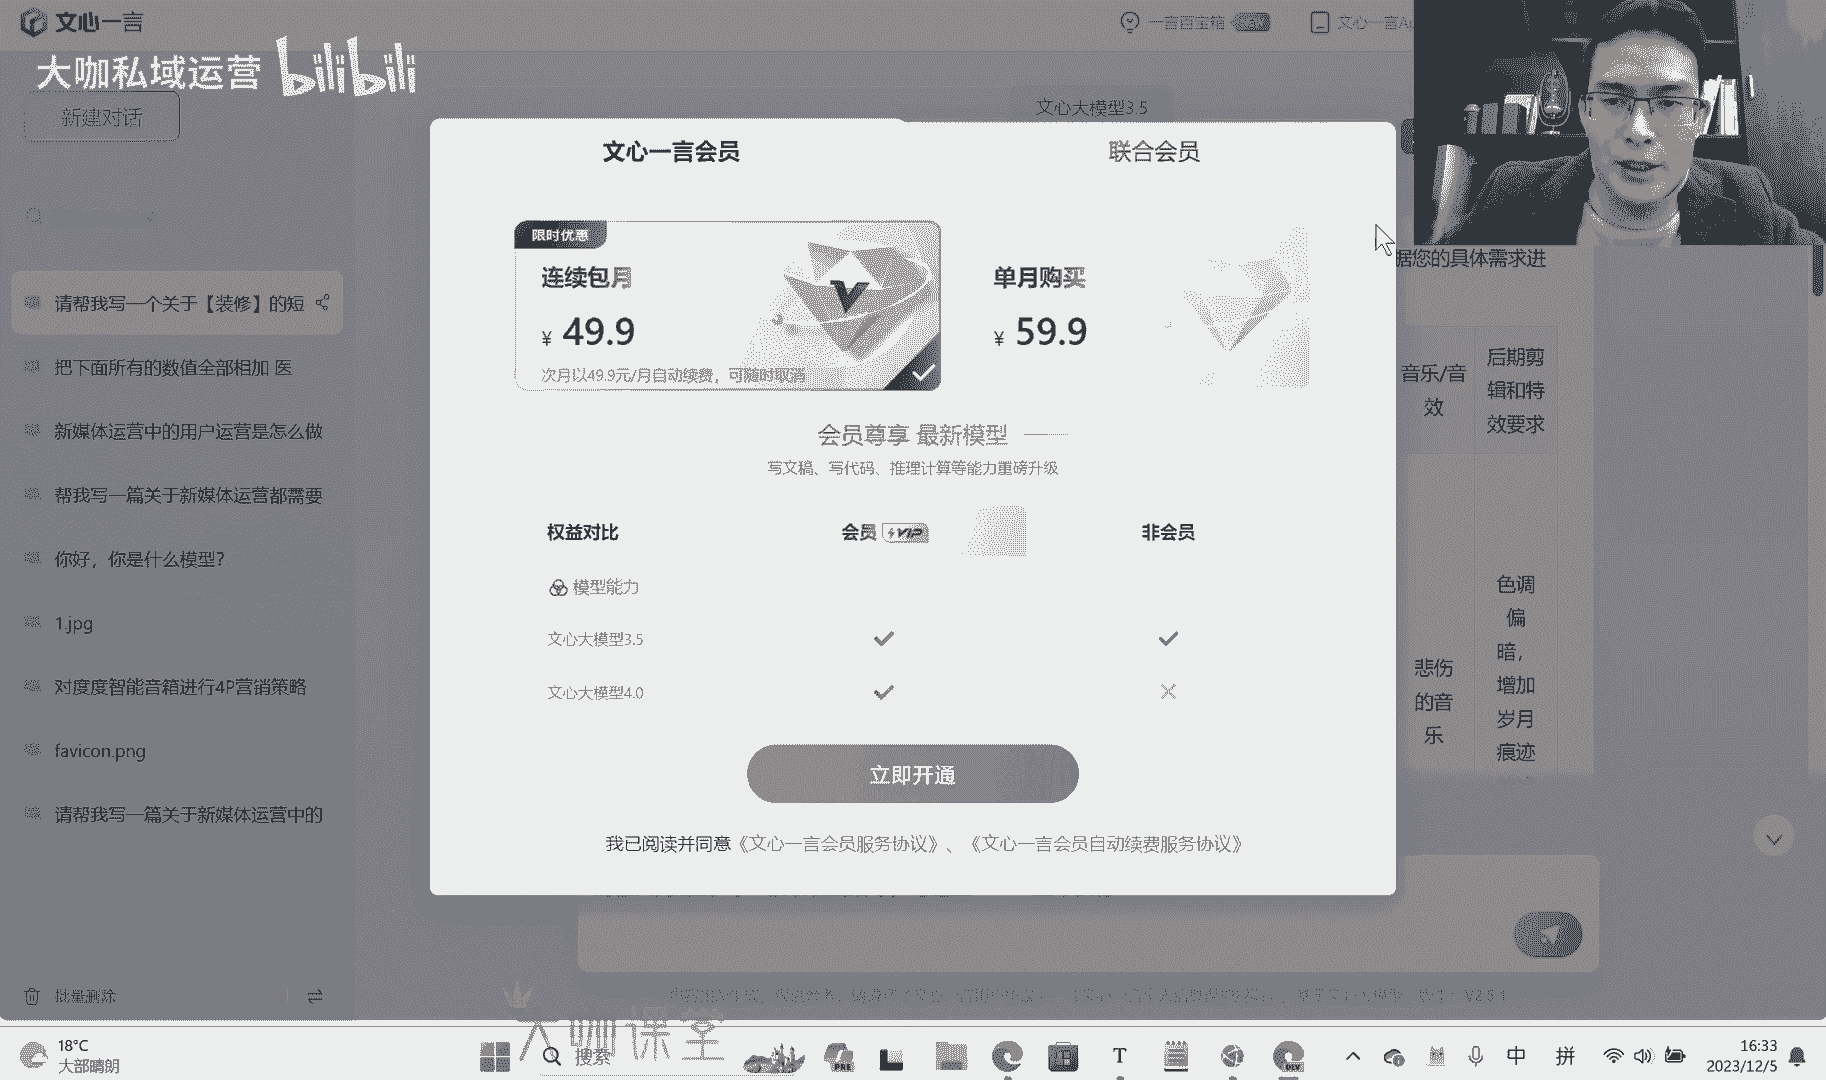 文心一言
一言百宝箱
文心一言Ap
大咖私域运营 bilibili
新建对话
文心大模型3.5
文心一言会员
联合会员
限时优惠
连续包月
¥ 49.9
次月以49.9元/月自动续费，可随时取消
单月购买
¥ 59.9
会员尊享 最新模型
写文稿、写代码、推理计算等能力重磅升级
权益对比
会员 VIP
非会员
模型能力
文心大模型3.5
文心大模型4.0
立即开通
我已阅读并同意《文心一言会员服务协议》、《文心一言会员自动续费服务协议》
请帮我写一个关于【装修】的短
把下面所有的数值全部相加 医
新媒体运营中的用户运营是怎么做
帮我写一篇关于新媒体运营都需要
你好，你是什么模型？
1.jpg
对度度智能音箱进行4P营销策略
favicon.png
请帮我写一篇关于新媒体运营中的
批量删除
据您的具体需求进
音乐/音
效
后期剪
辑和特
效要求
悲伤
的音
乐
色调
偏
暗，
增加
岁月
痕迹
大咖课堂
18°C
大部晴朗
搜索
PRE
T
DEV
中
拼
16:33
2023/12/5